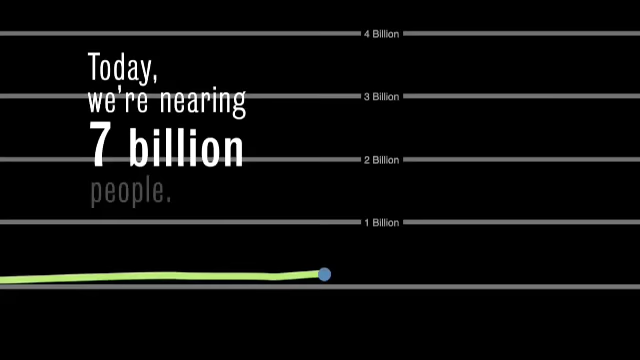 4 Billion
Today,
we're nearing
3 Billion
7 billion
2 Billion
people.
1 Billion